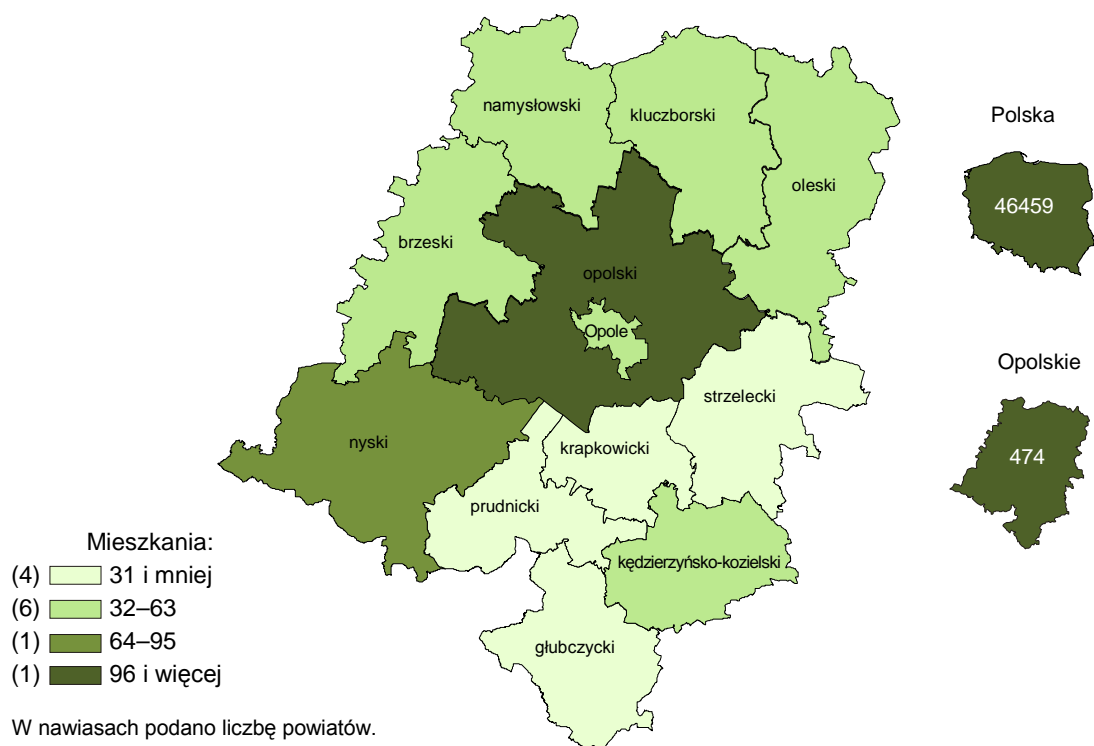 namysłowski
kluczborski
Polska
oleski
46459
brzeski
opolski
Opole
Opolskie
strzelecki
nyski
krapkowicki
474
prudnicki
Mieszkania:
kędzierzyńsko-kozielski
(4) 31 i mniej
(6) 32–63
(1) 64–95
głubczycki
(1) 96 i więcej
W nawiasach podano liczbę powiatów.